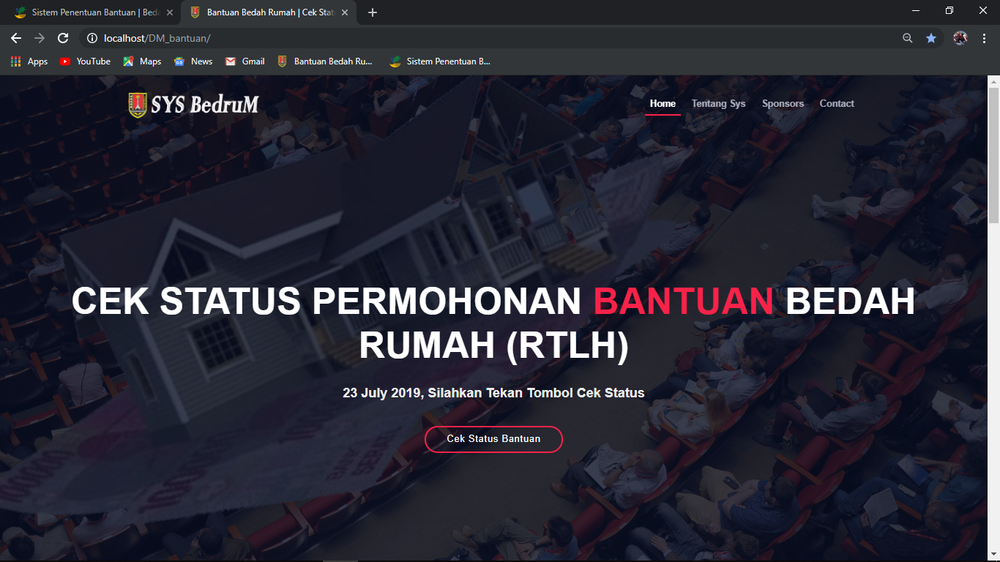 Sistem Penentuan Bantuan | Beda
Bantuan Bedah Rumah | Cek Stat
localhost/DM_bantuan/
Apps
YouTube
Maps
News
Gmail
Bantuan Bedah Ru...
Sistem Penentuan B...
SYS BedruM
Home
Tentang Sys
Sponsors
Contact
CEK STATUS PERMOHONAN BANTUAN BEDAH
RUMAH (RTLH)
23 July 2019, Silahkan Tekan Tombol Cek Status
Cek Status Bantuan